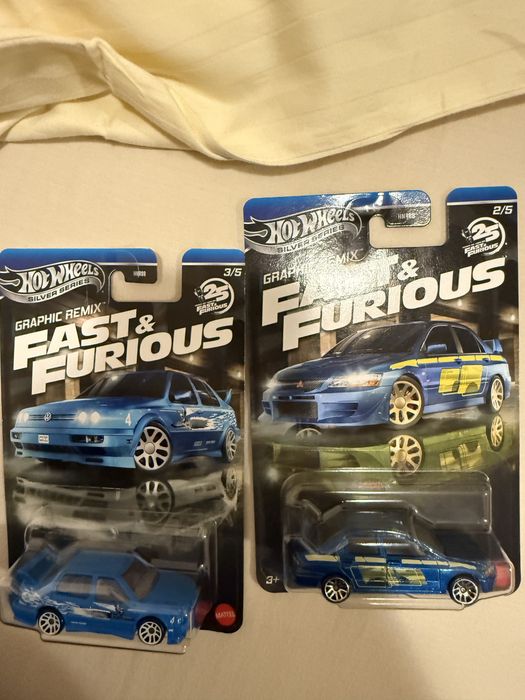 HOT WHEELS
SILVER SERIES
3/5
25
FAST & FURIOUS
GRAPHIC REMIX
FAST &
FURIOUS
4
4
MATTEL
HOT WHEELS
SILVER SERIES
2/5
25
FAST & FURIOUS
GRAPHIC REMIX
FAST &
FURIOUS
3+